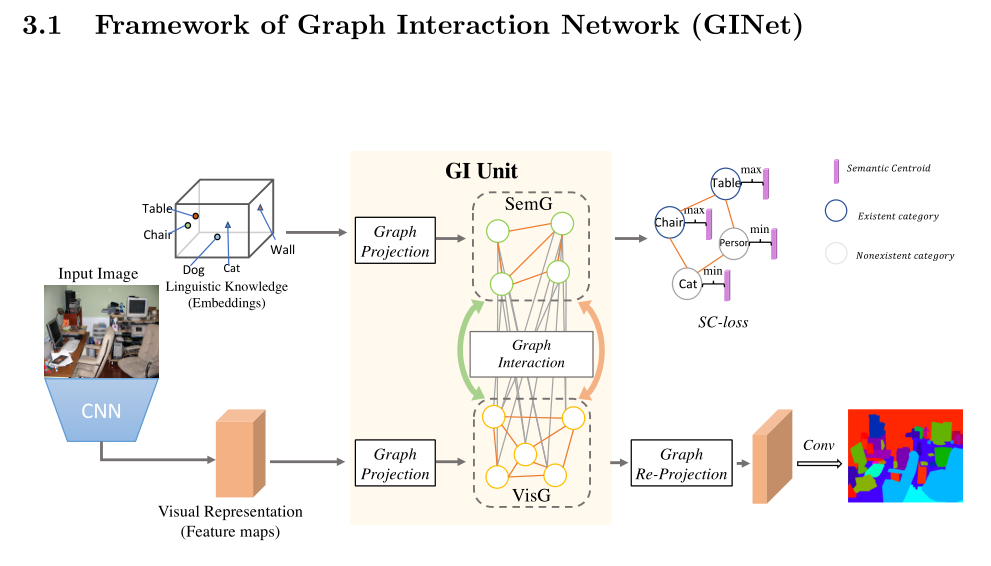 3.1 Framework of Graph Interaction Network (GINet)
GI Unit
Table
Chair
Dog
Cat
Wall
Linguistic Knowledge
(Embeddings)
Graph
Projection
SemG
Table
max
Chair
max
Person
min
Cat
min
SC-loss
Semantic Centroid
Existent category
Nonexistent category
Input Image
CNN
Graph
Interaction
Visual Representation
(Feature maps)
Graph
Projection
VisG
Graph
Re-Projection
Conv